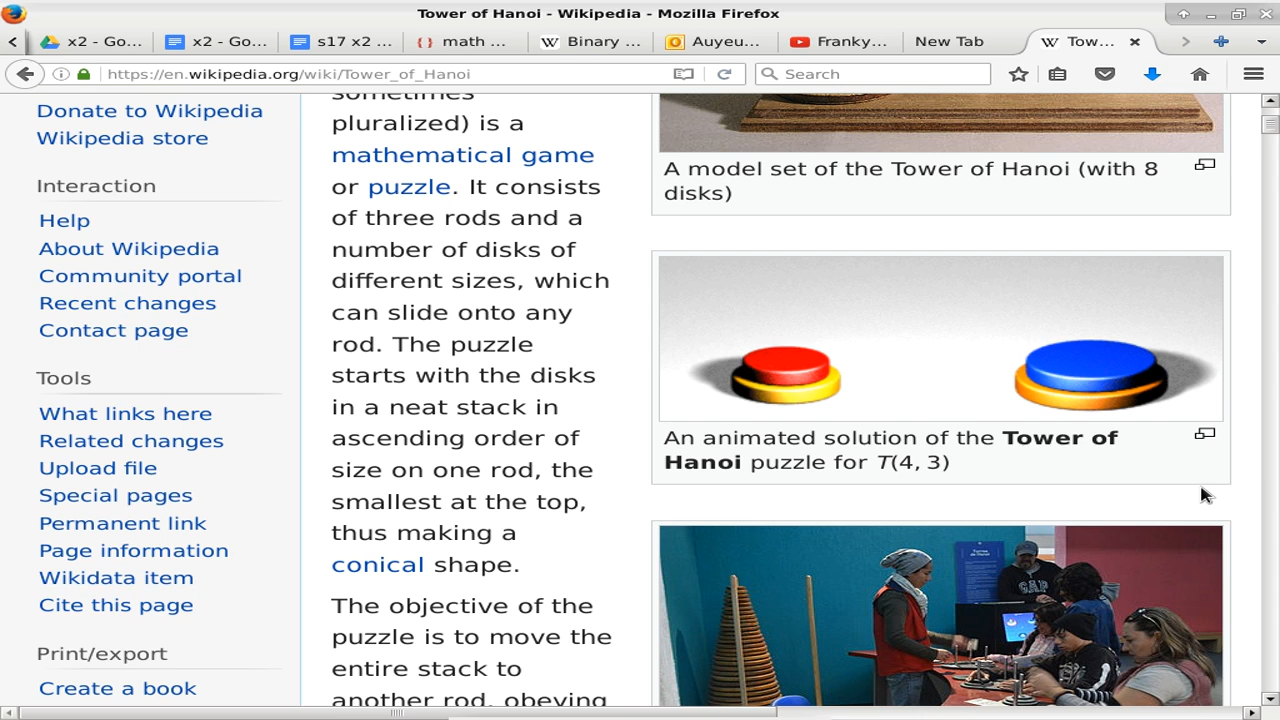 Tower of Hanoi - Wikipedia - Mozilla Firefox
x2 - Go...
x2 - Go...
s17 x2 ...
math ...
Binary ...
Auyeu...
Franky...
New Tab
Tow...
https://en.wikipedia.org/wiki/Tower_of_Hanoi
Search
Donate to Wikipedia
Wikipedia store
Interaction
Help
About Wikipedia
Community portal
Recent changes
Contact page
Tools
What links here
Related changes
Upload file
Special pages
Permanent link
Page information
Wikidata item
Cite this page
Print/export
Create a book
sometimes
pluralized) is a
mathematical game
or puzzle. It consists
of three rods and a
number of disks of
different sizes, which
can slide onto any
rod. The puzzle
starts with the disks
in a neat stack in
ascending order of
size on one rod, the
smallest at the top,
thus making a
conical shape.
The objective of the
puzzle is to move the
entire stack to
another rod, obeying
A model set of the Tower of Hanoi (with 8
disks)
An animated solution of the Tower of
Hanoi puzzle for T(4, 3)
GAP